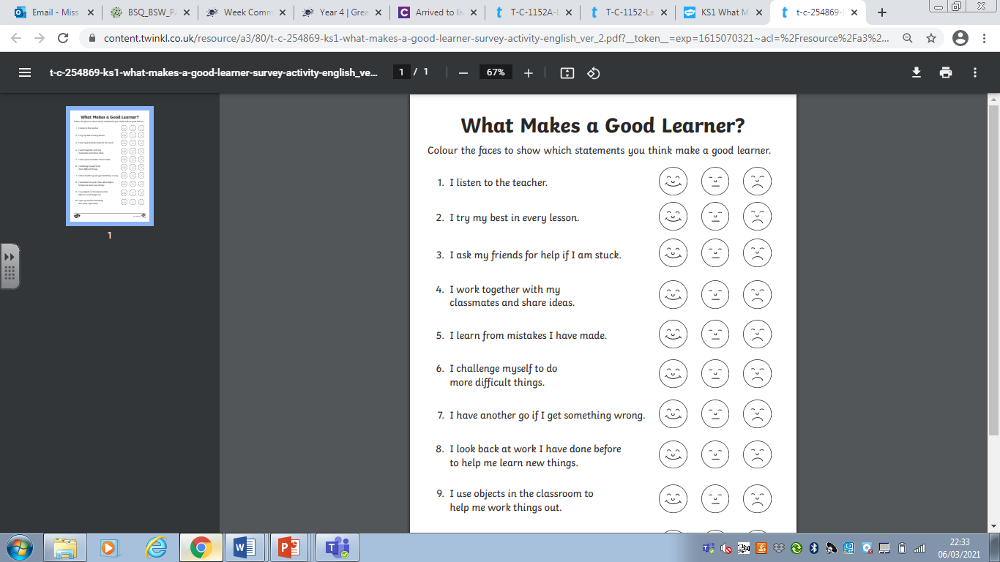 Email - Miss
BSQ_BSW_P
Week Comm
Year 4 | Grea
Arrived to liv
T-C-1152A-
T-C-1152-La
KS1 What M
t-c-254869-
content.twinkl.co.uk/resource/a3/80/t-c-254869-ks1-what-makes-a-good-learner-survey-activity-english_ver_2.pdf?__token__=exp=1615070321~acl=%2Fresource%2Fa3%2...
t-c-254869-ks1-what-makes-a-good-learner-survey-activity-english_ve...
1 / 1
67%
What Makes a Good Learner?
1
What Makes a Good Learner?
Colour the faces to show which statements you think make a good learner.
1. I listen to the teacher.
2. I try my best in every lesson.
3. I ask my friends for help if I am stuck.
4. I work together with my
classmates and share ideas.
5. I learn from mistakes I have made.
6. I challenge myself to do
more difficult things.
7. I have another go if I get something wrong.
8. I look back at work I have done before
to help me learn new things.
9. I use objects in the classroom to
help me work things out.
22:33
06/03/2021